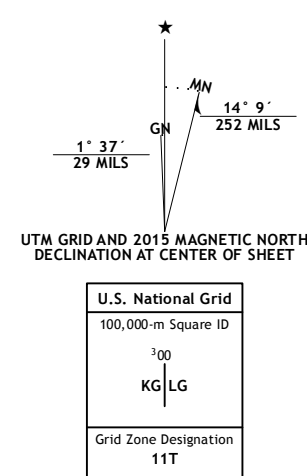 ★
MN
GN
1° 37´
29 MILS
14° 9´
252 MILS
UTM GRID AND 2015 MAGNETIC NORTH
DECLINATION AT CENTER OF SHEET
U.S. National Grid
100,000-m Square ID
³00
KG LG
Grid Zone Designation
11T